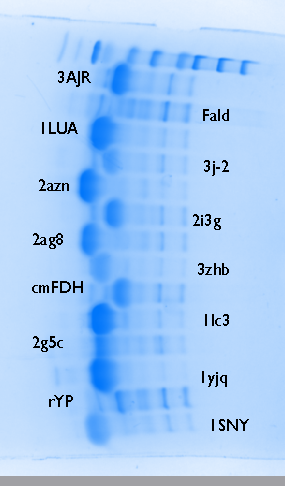 3AJR
Fald
1LUA
3j-2
2azn
2i3g
2ag8
3zhb
cmFDH
1lc3
2g5c
1yjq
rYP
1SNY